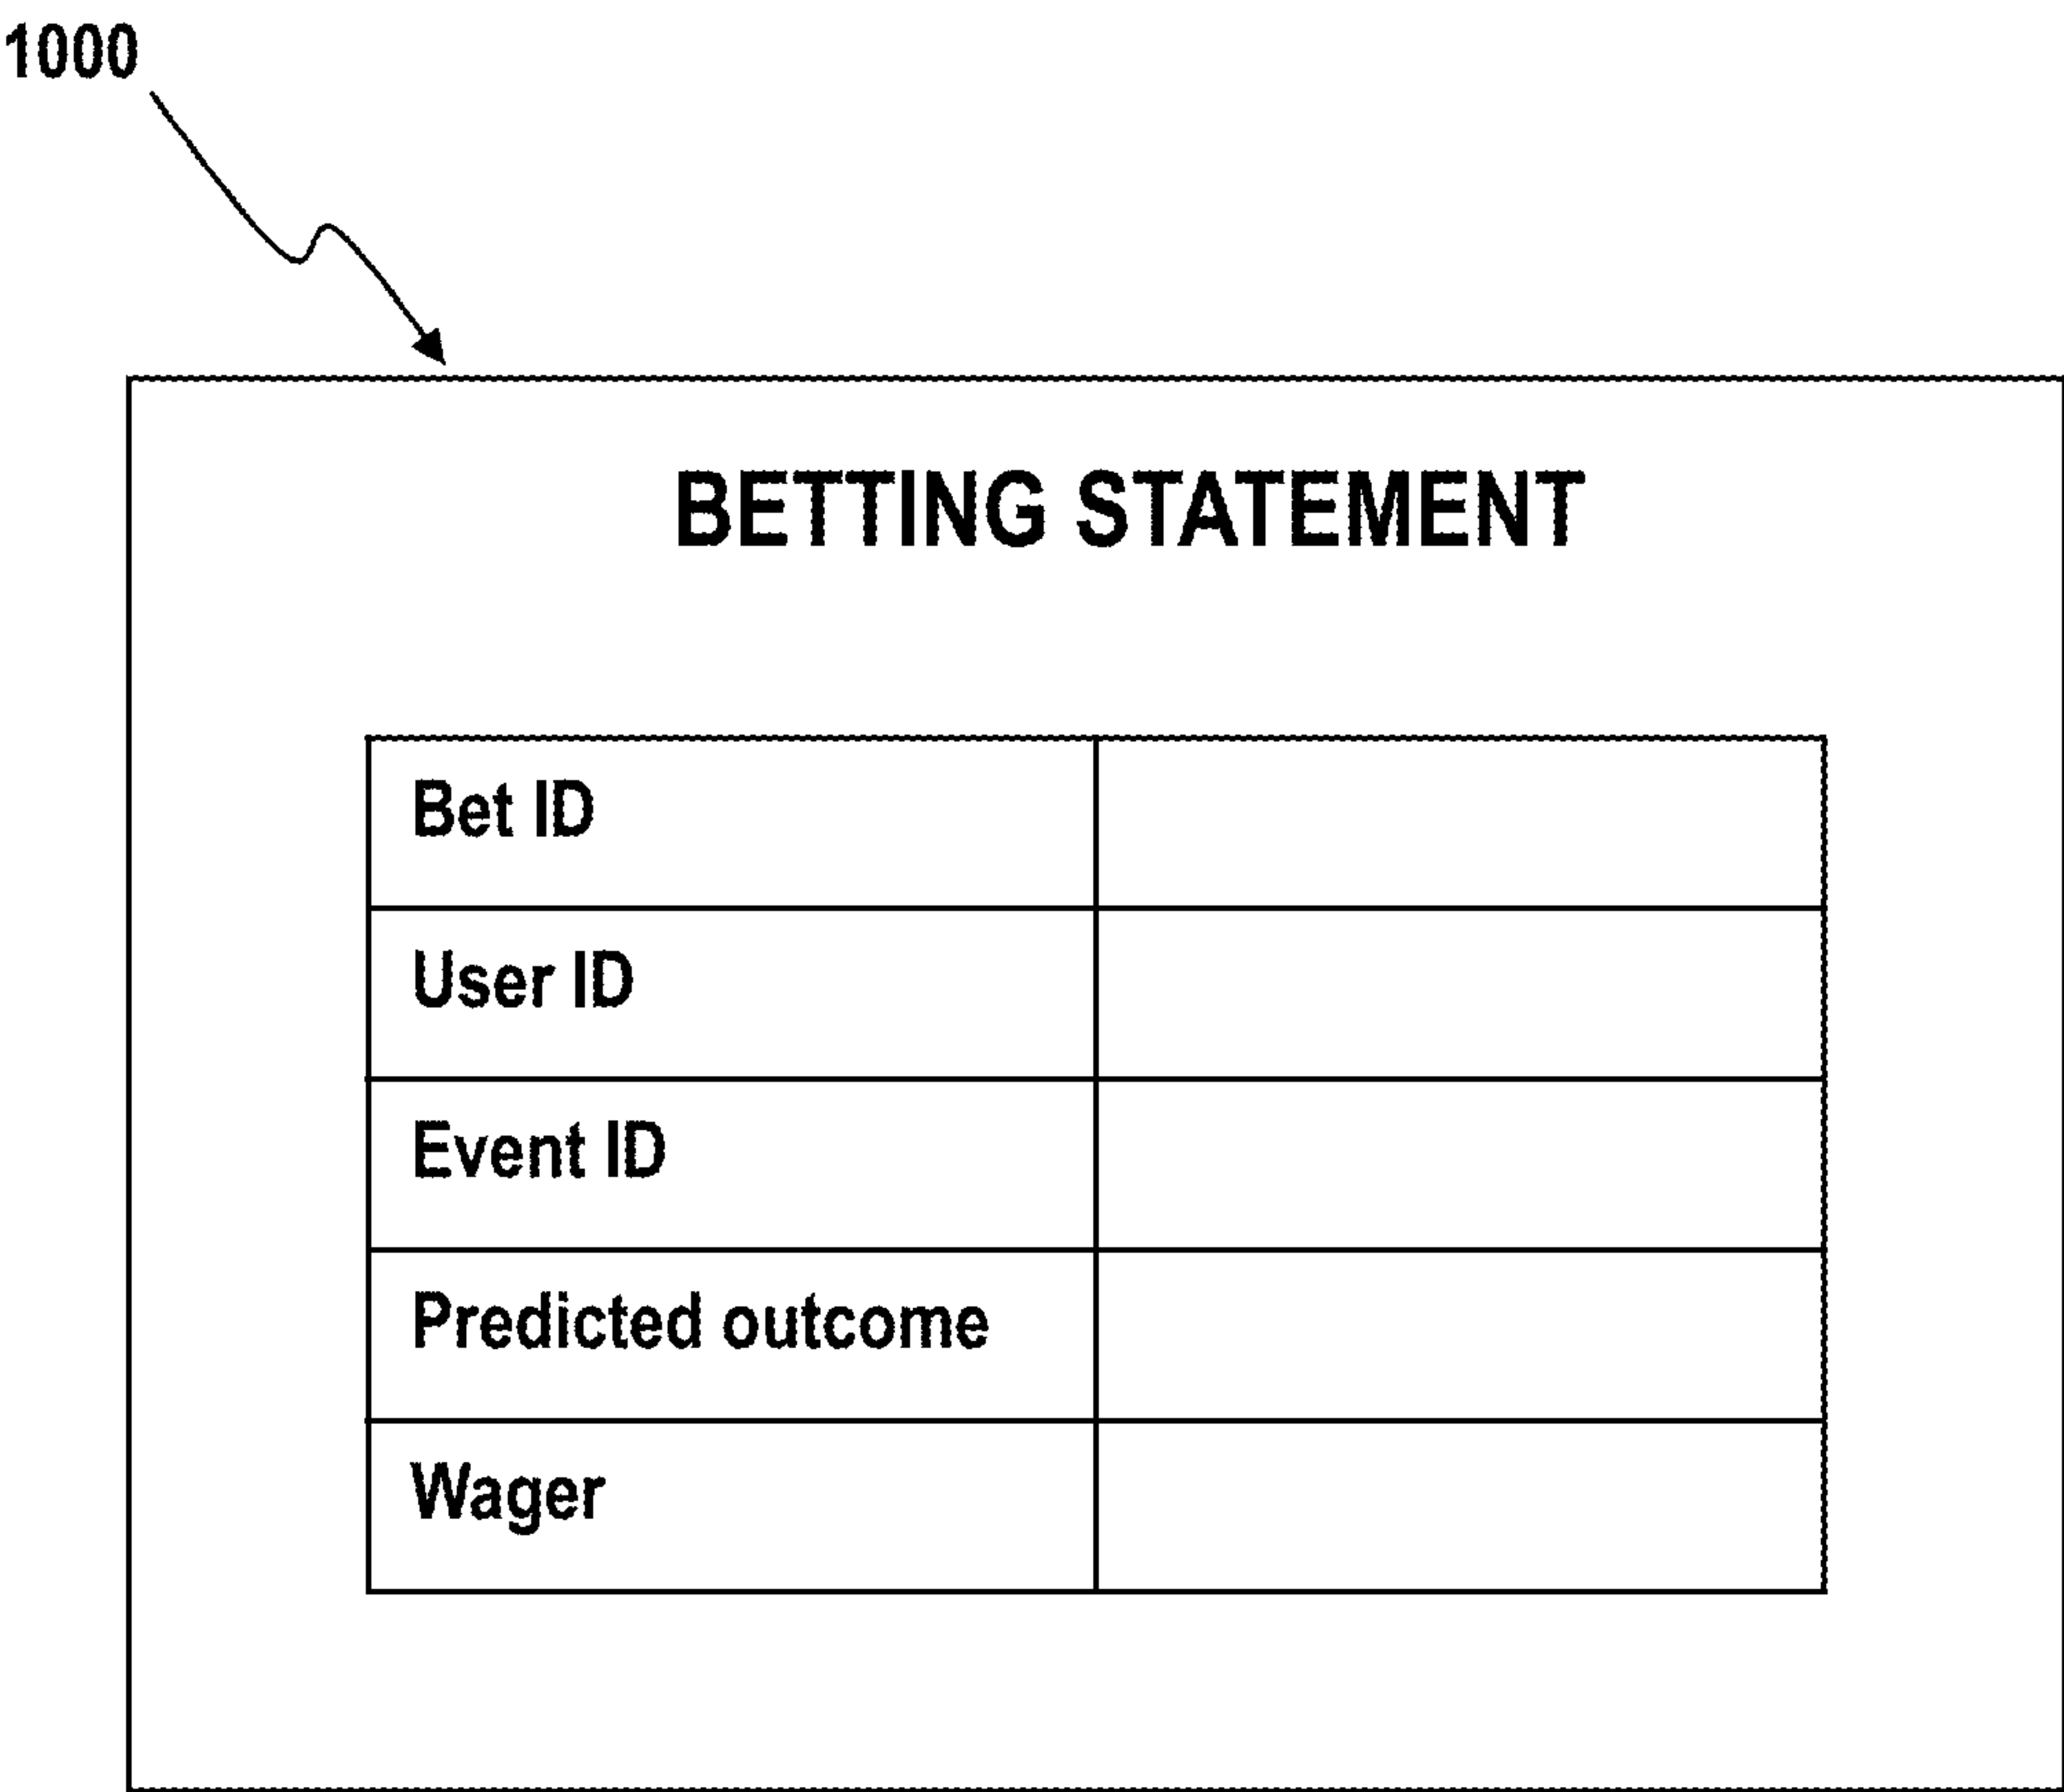 1000
BETTING STATEMENT
Bet ID
User ID
Event ID
Predicted outcome
Wager